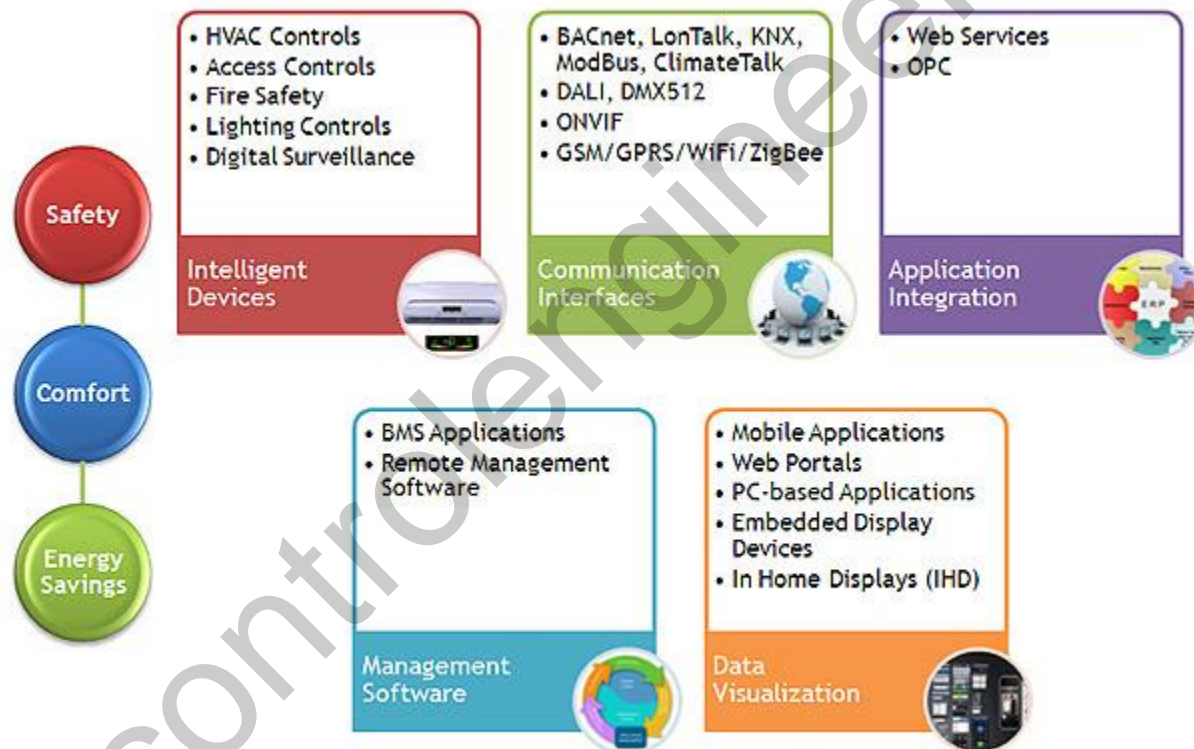 • HVAC Controls
• Access Controls
• Fire Safety
• Lighting Controls
• Digital Surveillance
Intelligent
Devices
• BACnet, LonTalk, KNX,
ModBus, ClimateTalk
• DALI, DMX512
• ONVIF
• GSM/GPRS/WiFi/ZigBee
Communication
Interfaces
• Web Services
• OPC
Application
Integration
ERP
Safety
Comfort
Energy
Savings
• BMS Applications
• Remote Management
Software
Management
Software
• Mobile Applications
• Web Portals
• PC-based Applications
• Embedded Display
Devices
• In Home Displays (IHD)
Data
Visualization
controlengineer